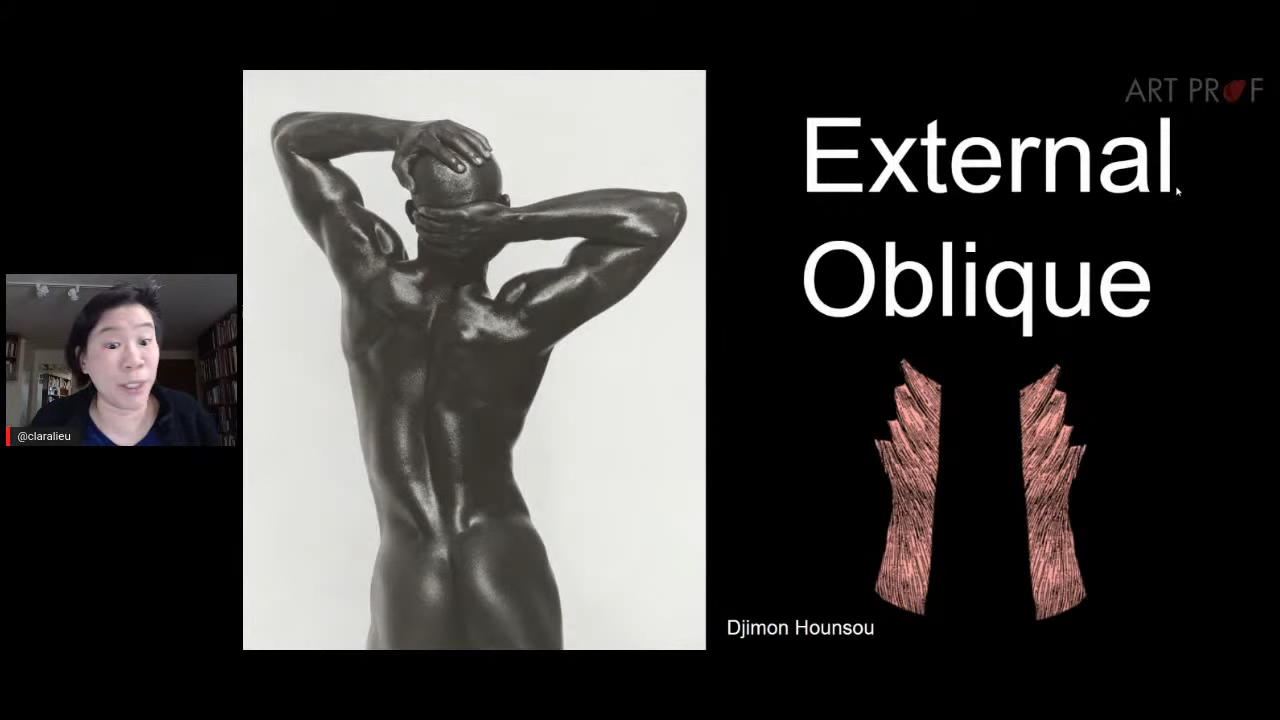 ART PROF
External
Oblique
@claralieu
Djimon Hounsou